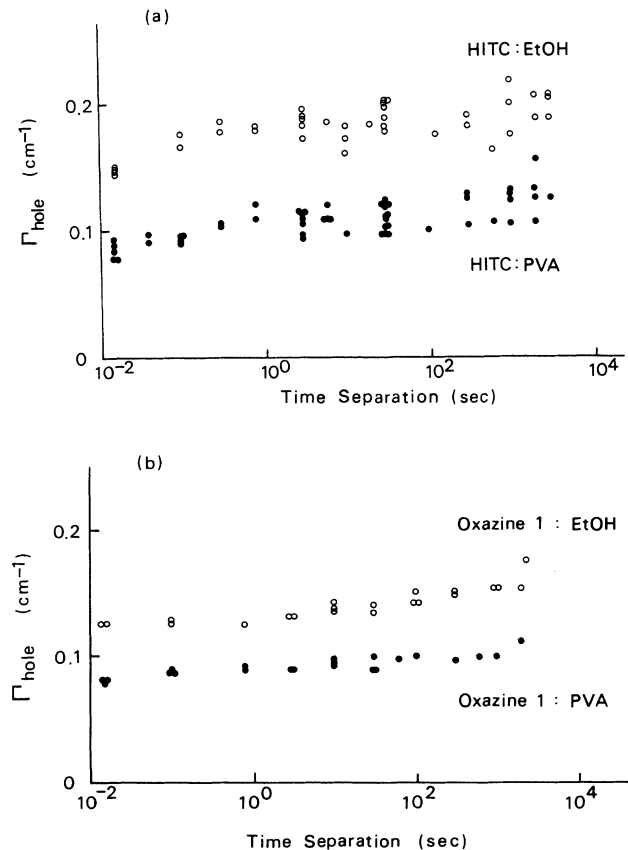 (a)
HITC:EtOH
0.2
Γhole (cm⁻¹)
0.1
HITC:PVA
0
10⁻² 10⁰ 10² 10⁴
Time Separation (sec)
(b)
Oxazine 1 : EtOH
0.2
Γhole (cm⁻¹)
0.1
Oxazine 1 : PVA
0
10⁻² 10⁰ 10² 10⁴
Time Separation (sec)